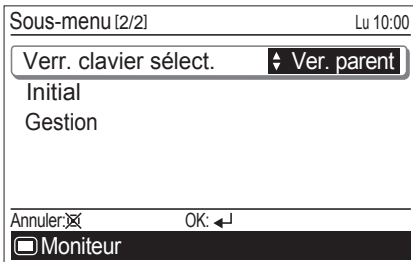 Sous-menu [2/2] Lu 10:00
Verr. clavier sélect. Ver. parent
Initial
Gestion
Annuler: OK:
Moniteur